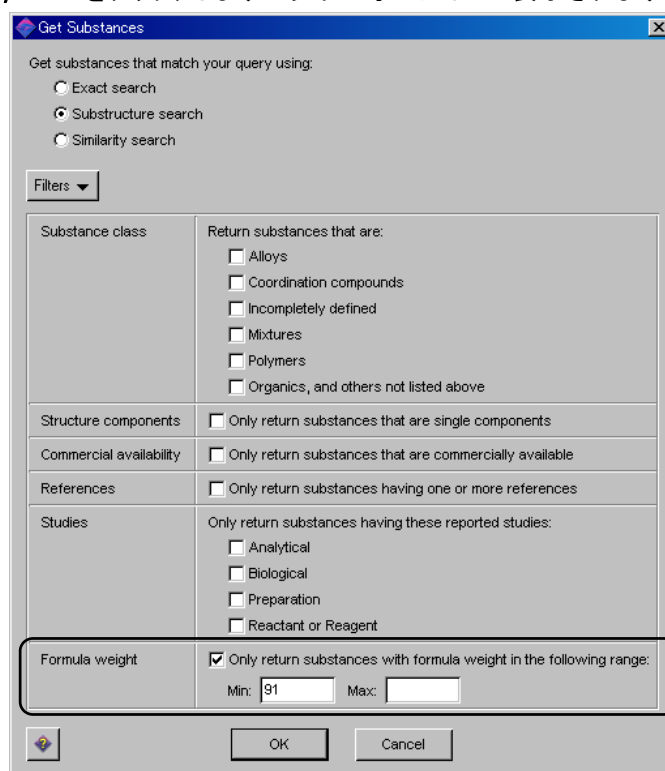 Get Substances
Get substances that match your query using:
Exact search
Substructure search
Similarity search
Filters
Substance class
Return substances that are:
Alloys
Coordination compounds
Incompletely defined
Mixtures
Polymers
Organics, and others not listed above
Structure components
Only return substances that are single components
Commercial availability
Only return substances that are commercially available
References
Only return substances having one or more references
Studies
Only return substances having these reported studies:
Analytical
Biological
Preparation
Reactant or Reagent
Formula weight
Only return substances with formula weight in the following range:
Min: 91 Max:
OK Cancel